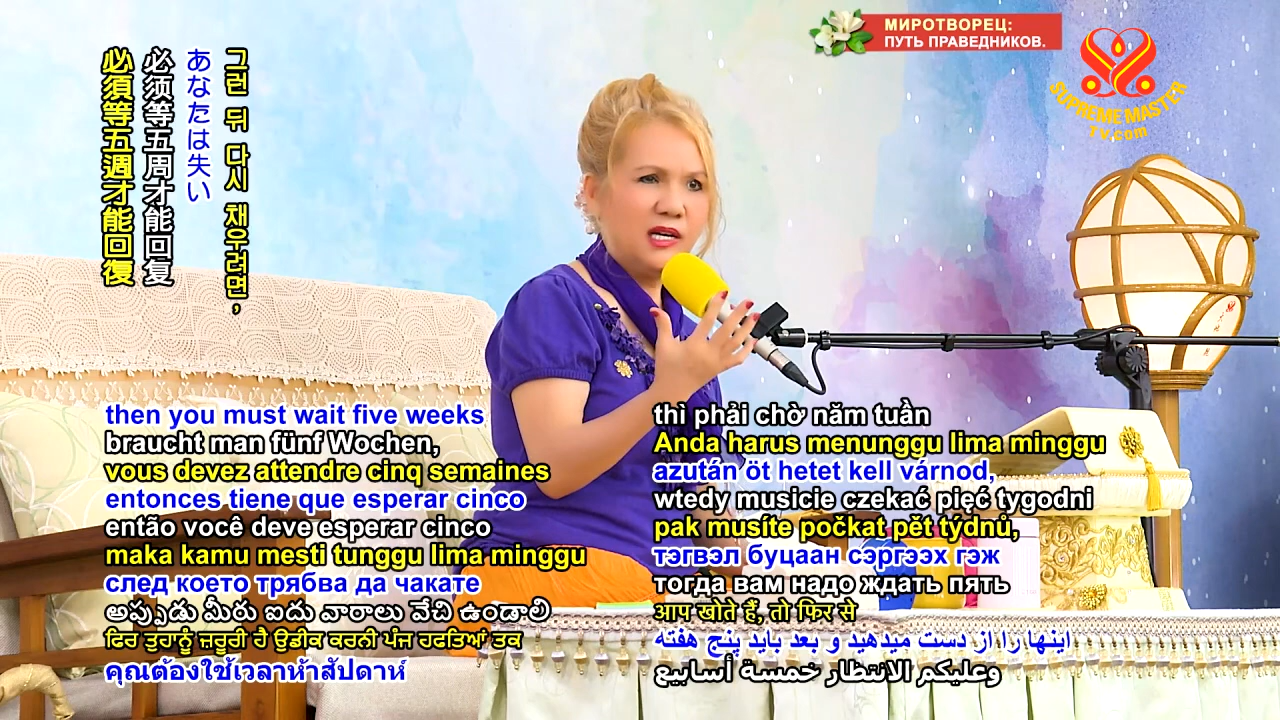 МИРОТВОРЕЦ:
ПУТЬ ПРАВЕДНИКОВ.
SUPREME MASTER
TV.com
그런 뒤 다시 채우려면,
あなたは失い
必须等五周才能回复
必須等五週才能回復
then you must wait five weeks
braucht man fünf Wochen,
vous devez attendre cinq semaines
entonces tiene que esperar cinco
então você deve esperar cinco
maka kamu mesti tunggu lima minggu
след което трябва да чакате
అప్పుడు మీరు ఐదు వారాలు వేచి ఉండాలి
ਫਿਰ ਤੁਹਾਨੂੰ ਜ਼ਰੂਰੀ ਹੈ ਉਡੀਕ ਕਰਨੀ ਪੰਜ ਹਫਤਿਆਂ ਤਕ
คุณต้องใช้เวลาห้าสัปดาห์
thì phải chờ năm tuần
Anda harus menunggu lima minggu
azután öt hetet kell várnod,
wtedy musicie czekać pięć tygodni
pak musíte počkat pět týdnů,
тэгвэл буцаан сэргээх гэж
тогда вам надо ждать пять
आप खोते हैं, तो फिर से
اینها را از دست میدهید و بعد باید پنج هفته
وعليكم الانتظار خمسة أسابيع